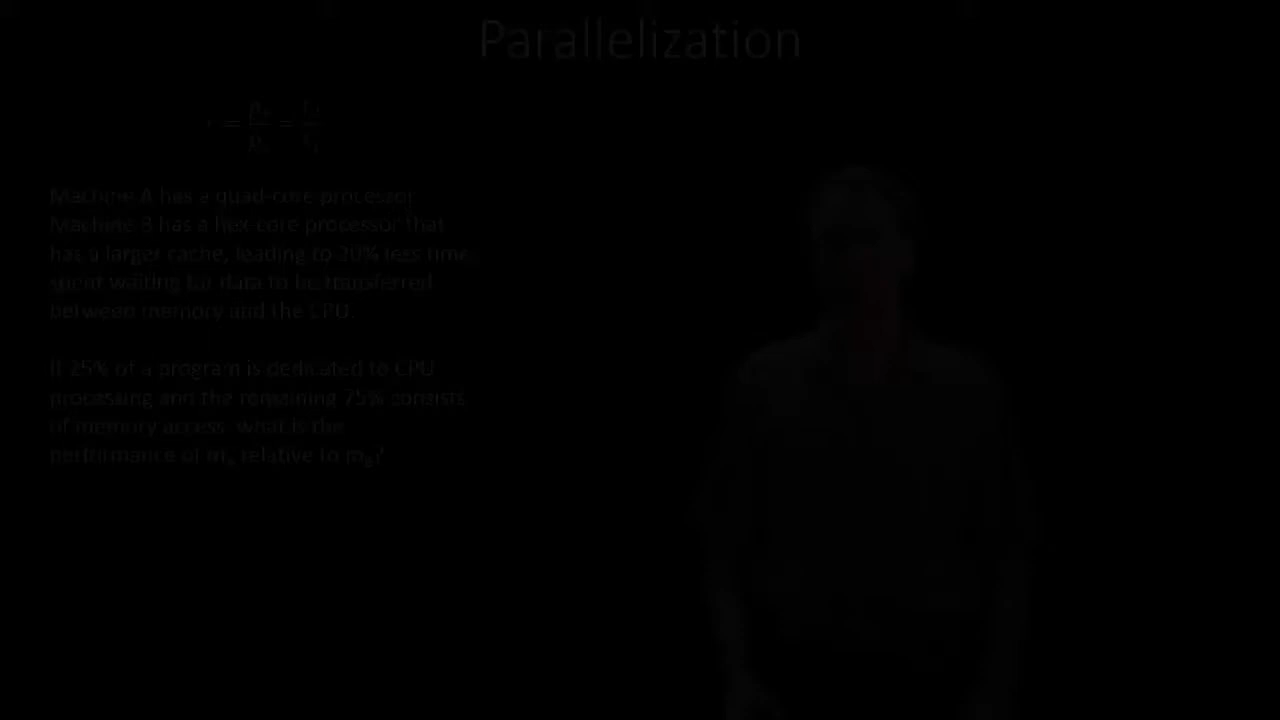 Parallelization
Machine A has a quad-core processor.
Machine B has a hex-core processor that
has a larger cache, leading to 20% less time
spent waiting for data to be transferred
between memory and the CPU.
If 25% of a program is dedicated to CPU
processing and the remaining 75% consists
of memory access, what is the
performance of m relative to m